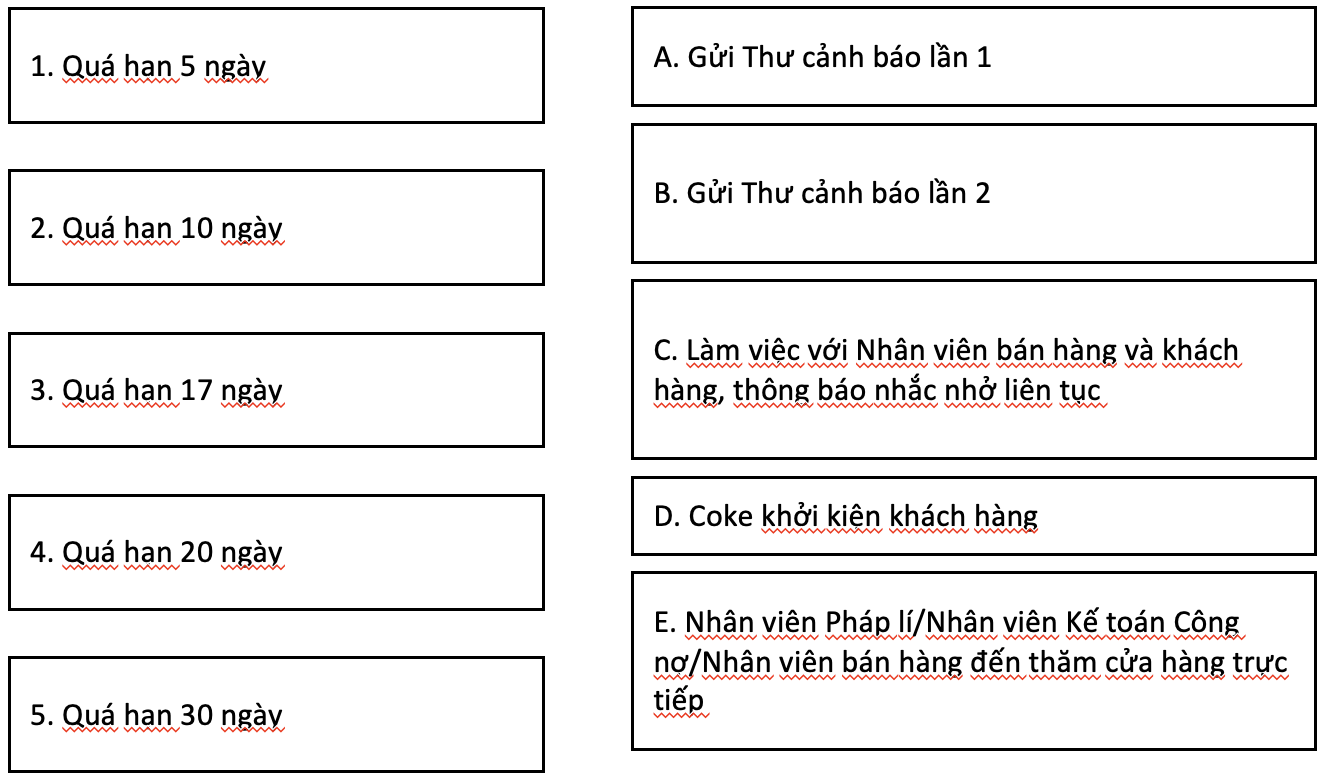 1. Quá hạn 5 ngày
2. Quá hạn 10 ngày
3. Quá hạn 17 ngày
4. Quá hạn 20 ngày
5. Quá hạn 30 ngày
A. Gửi Thư cảnh báo lần 1
B. Gửi Thư cảnh báo lần 2
C. Làm việc với Nhân viên bán hàng và khách
hàng, thông báo nhắc nhở liên tục
D. Coke khởi kiện khách hàng
E. Nhân viên Pháp lí/Nhân viên Kế toán Công
nợ/Nhân viên bán hàng đến thăm cửa hàng trực
tiếp